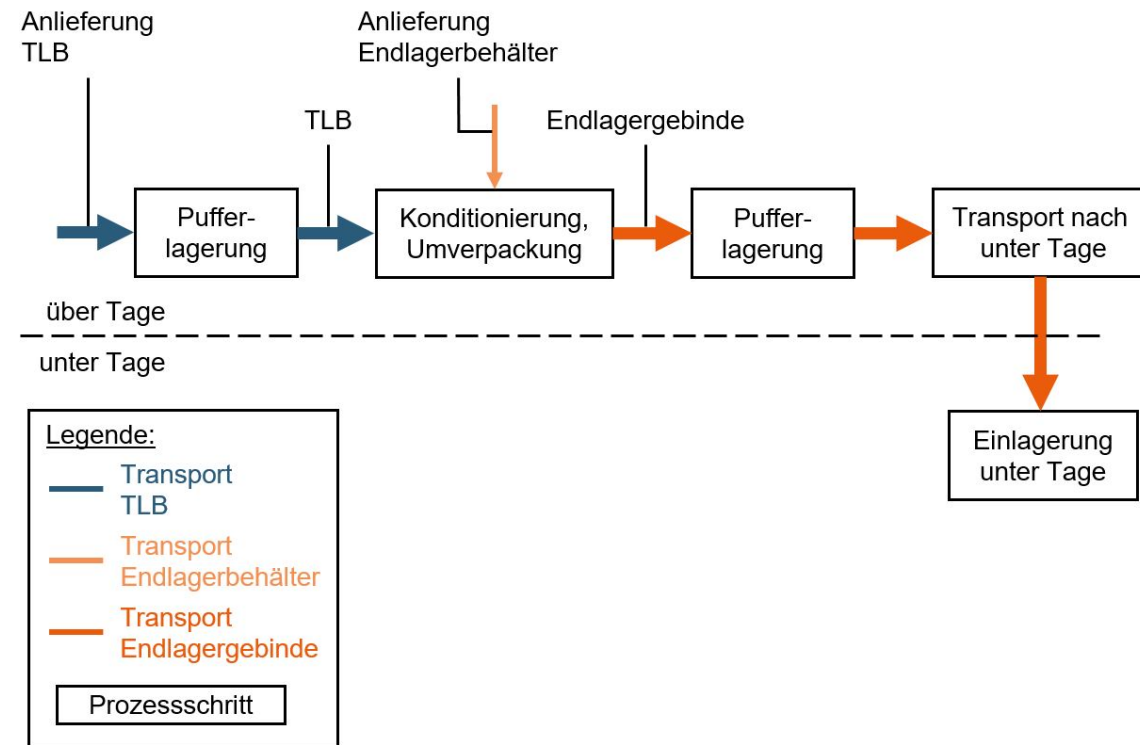 Anlieferung
TLB
Anlieferung
Endlagerbehälter
TLB
Endlagergebinde
Puffer-
lagerung
Konditionierung,
Umverpackung
Puffer-
lagerung
Transport nach
unter Tage
über Tage
unter Tage
Einlagerung
unter Tage
Legende:
Transport
TLB
Transport
Endlagerbehälter
Transport
Endlagergebinde
Prozessschritt